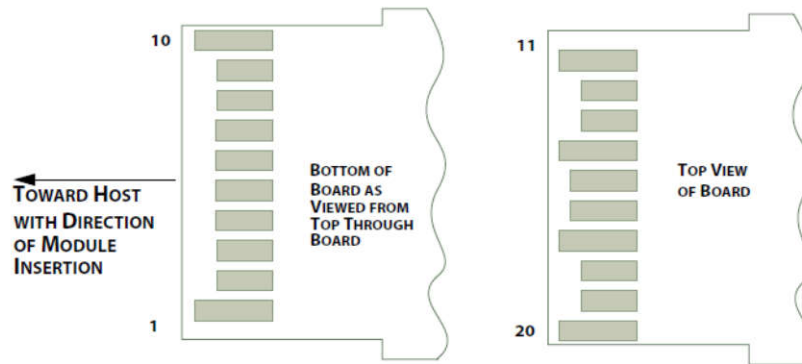 10
1
TOWARD HOST
WITH DIRECTION
OF MODULE
INSERTION
BOTTOM OF
BOARD AS
VIEWED FROM
TOP THROUGH
BOARD
11
20
TOP VIEW
OF BOARD